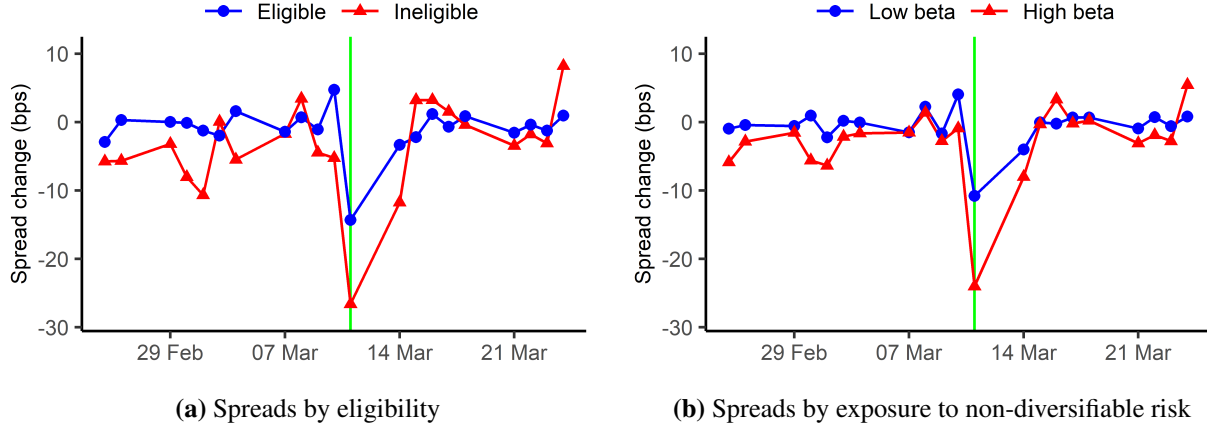 Eligible Ineligible
Spread change (bps)
10
0
-10
-20
-30
29 Feb 07 Mar 14 Mar 21 Mar
(a) Spreads by eligibility
Low beta High beta
Spread change (bps)
10
0
-10
-20
-30
29 Feb 07 Mar 14 Mar 21 Mar
(b) Spreads by exposure to non-diversifiable risk